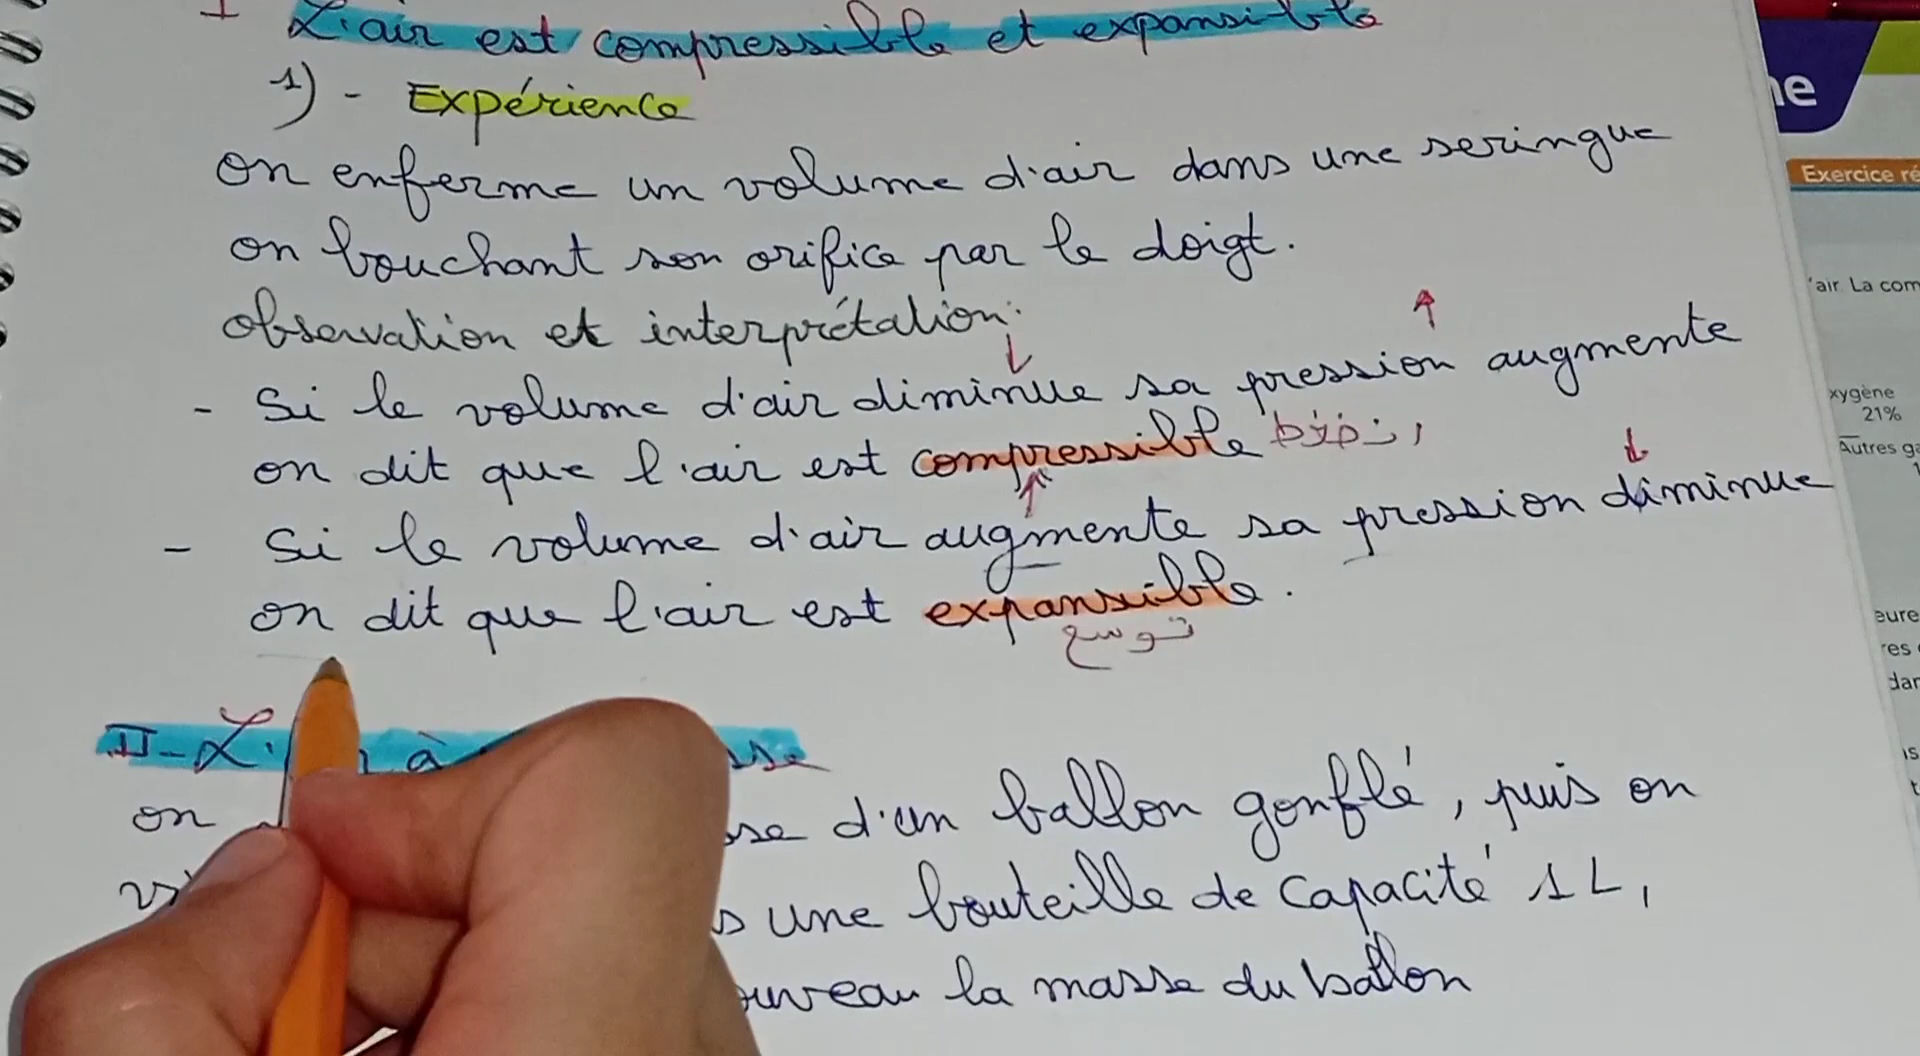 I L'air est compressible et expansible
1) - Expérience
on enferme un volume d'air dans une seringue
on bouchant son orifice par le doigt.
observation et interprétation:
- Si le volume d'air diminue sa pression augmente
on dit que l'air est compressible
- Si le volume d'air augmente sa pression diminue
on dit que l'air est expansible.
توسع
II - L' à
on d'un ballon gonflé, puis on
une bouteille de capacité 1L,
la masse du ballon
Exercice
air. La com
21%
Autres